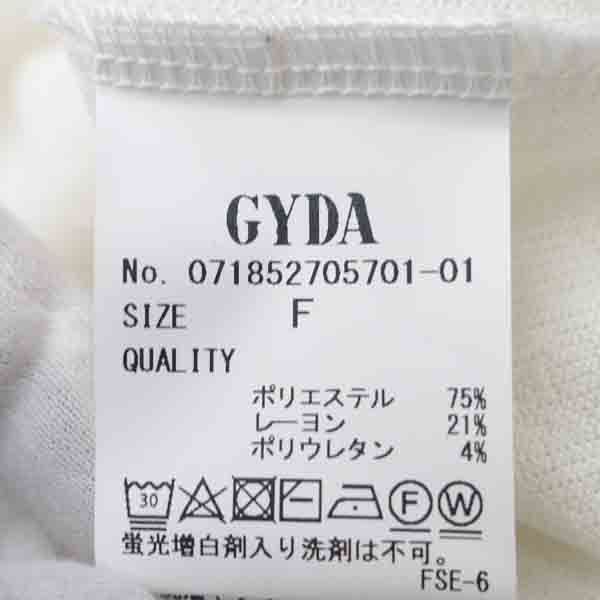 GYDA
No. 071852705701-01
SIZE F
QUALITY
ポリエステル 75%
レーヨン 21%
ポリウレタン 4%
30 F W
蛍光増白剤入り洗剤は不可。
FSE-6